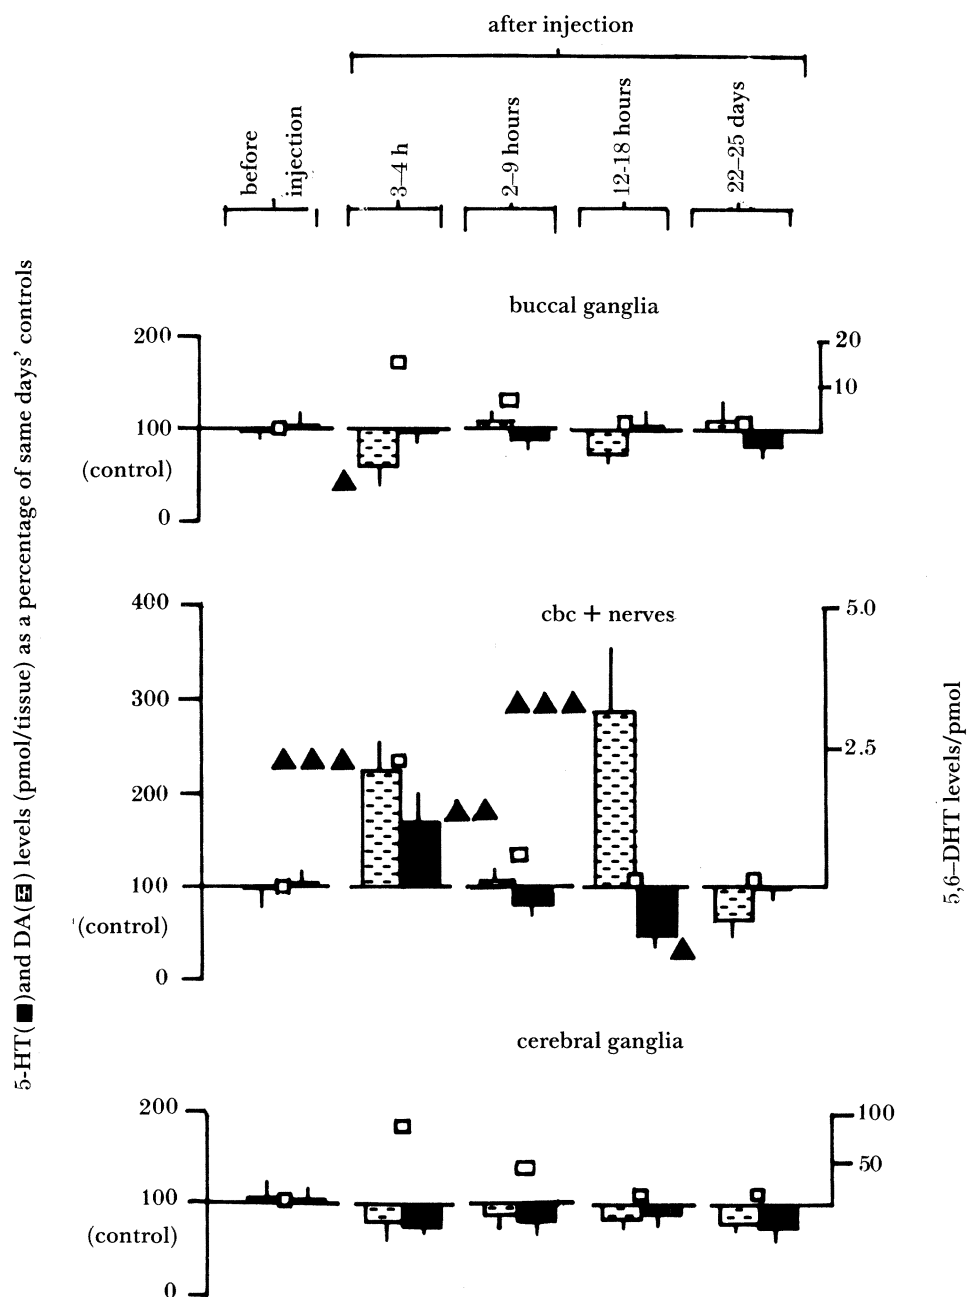 after injection
before
injection
3–4 h
2–9 hours
12-18 hours
22–25 days
5-HT(■)and DA( ) levels (pmol/tissue) as a percentage of same days' controls
buccal ganglia
200
100
(control)
0
20
10
cbc + nerves
400
300
200
100
(control)
0
5.0
2.5
5,6–DHT levels/pmol
cerebral ganglia
200
100
(control)
0
100
50